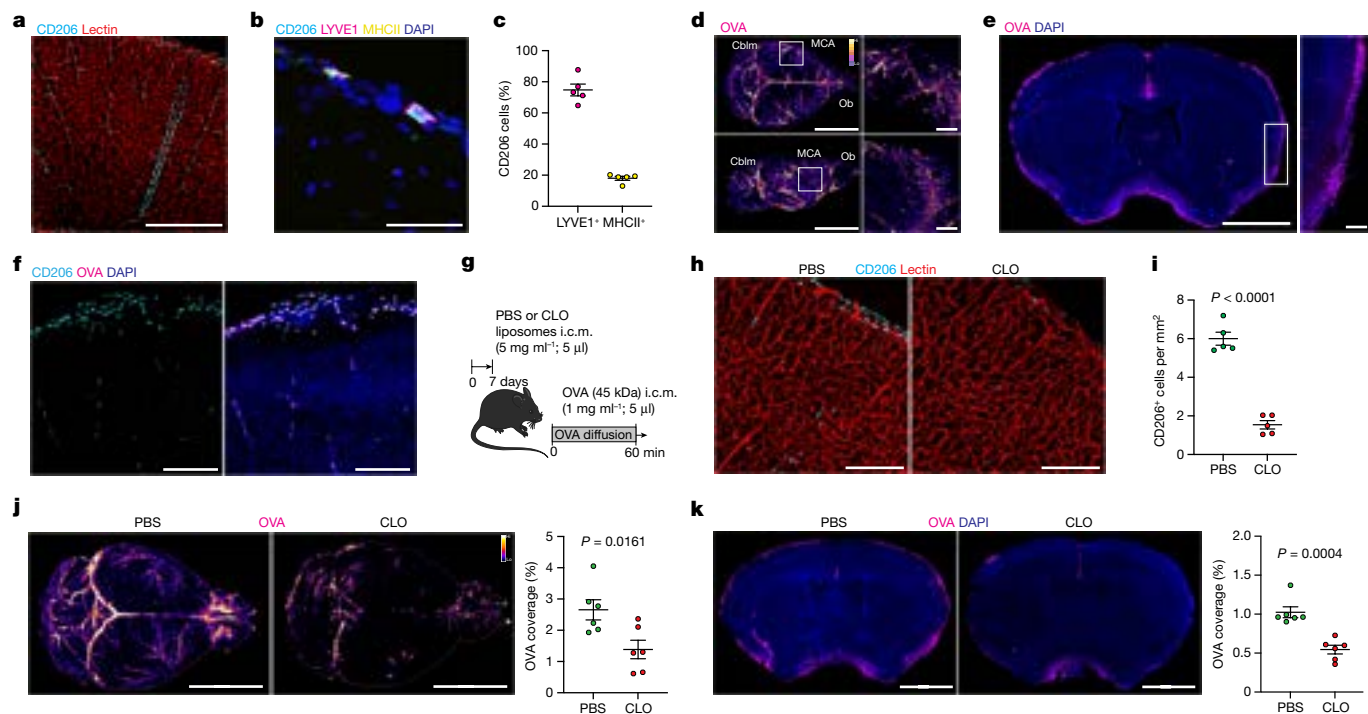 a
CD206 Lectin
b
CD206 LYVE1 MHCII DAPI
c
100
80
60
40
20
0
CD206 cells (%)
LYVE1⁺ MHCII⁺
d
OVA
Cblm
MCA
Ob
Cblm
MCA
Ob
e
OVA DAPI
f
CD206 OVA DAPI
g
PBS or CLO
liposomes i.c.m.
(5 mg ml⁻¹; 5 µl)
0 7 days
OVA (45 kDa) i.c.m.
(1 mg ml⁻¹; 5 µl)
OVA diffusion
0 60 min
h
PBS CD206 Lectin CLO
i
P < 0.0001
8
6
4
2
0
CD206⁺ cells per mm²
PBS CLO
j
PBS OVA CLO
5
4
3
2
1
0
OVA coverage (%)
P = 0.0161
PBS CLO
k
PBS OVA DAPI CLO
2.0
1.5
1.0
0.5
0
OVA coverage (%)
P = 0.0004
PBS CLO